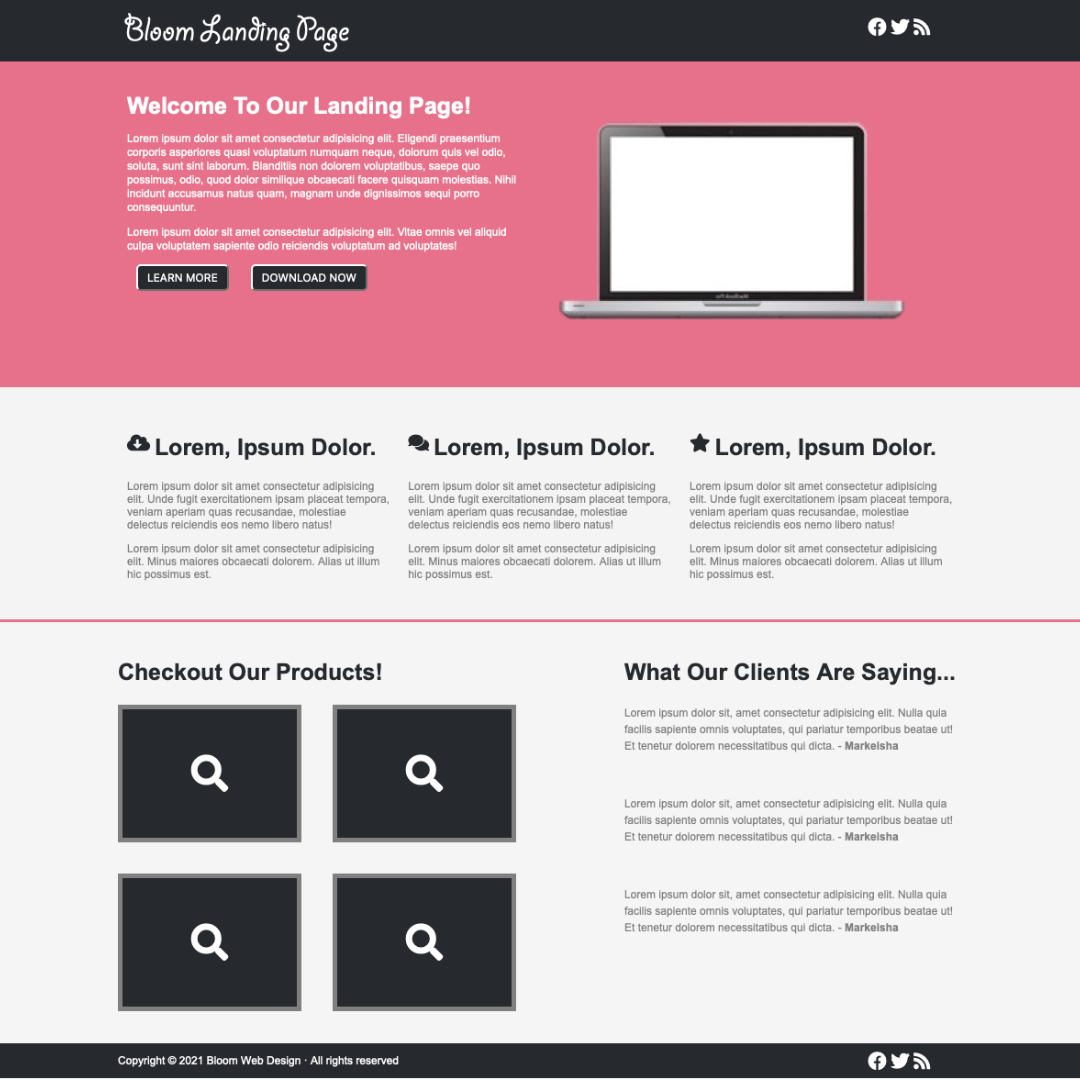 Bloom Landing Page
Welcome To Our Landing Page!
Lorem ipsum dolor sit amet consectetur adipisicing elit. Eligendi praesentium
corporis asperiores quasi voluptatum numquam neque, dolorum quis vel odio,
soluta, sunt sint laborum. Blanditiis non dolorem voluptatibus, saepe quo
possimus, odio, quod dolor similique obcaecati facere quisquam molestias. Nihil
incidunt accusamus natus quam, magnam unde dignissimos sequi porro
consequuntur.
Lorem ipsum dolor sit amet consectetur adipisicing elit. Vitae omnis vel aliquid
culpa voluptatem sapiente odio reiciendis voluptatum ad voluptates!
LEARN MORE DOWNLOAD NOW
Lorem, Ipsum Dolor.
Lorem ipsum dolor sit amet consectetur adipisicing
elit. Unde fugit exercitationem ipsam placeat tempora,
veniam aperiam quas recusandae, molestiae
delectus reiciendis eos nemo libero natus!
Lorem ipsum dolor sit amet consectetur adipisicing
elit. Minus maiores obcaecati dolorem. Alias ut illum
hic possimus est.
Lorem, Ipsum Dolor.
Lorem ipsum dolor sit amet consectetur adipisicing
elit. Unde fugit exercitationem ipsam placeat tempora,
veniam aperiam quas recusandae, molestiae
delectus reiciendis eos nemo libero natus!
Lorem ipsum dolor sit amet consectetur adipisicing
elit. Minus maiores obcaecati dolorem. Alias ut illum
hic possimus est.
Lorem, Ipsum Dolor.
Lorem ipsum dolor sit amet consectetur adipisicing
elit. Unde fugit exercitationem ipsam placeat tempora,
veniam aperiam quas recusandae, molestiae
delectus reiciendis eos nemo libero natus!
Lorem ipsum dolor sit amet consectetur adipisicing
elit. Minus maiores obcaecati dolorem. Alias ut illum
hic possimus est.
Checkout Our Products!
What Our Clients Are Saying...
Lorem ipsum dolor sit, amet consectetur adipisicing elit. Nulla quia
facilis sapiente omnis voluptates, qui pariatur temporibus beatae ut!
Et tenetur dolorem necessitatibus qui dicta. - Markeisha
Lorem ipsum dolor sit, amet consectetur adipisicing elit. Nulla quia
facilis sapiente omnis voluptates, qui pariatur temporibus beatae ut!
Et tenetur dolorem necessitatibus qui dicta. - Markeisha
Lorem ipsum dolor sit, amet consectetur adipisicing elit. Nulla quia
facilis sapiente omnis voluptates, qui pariatur temporibus beatae ut!
Et tenetur dolorem necessitatibus qui dicta. - Markeisha
Copyright © 2021 Bloom Web Design · All rights reserved